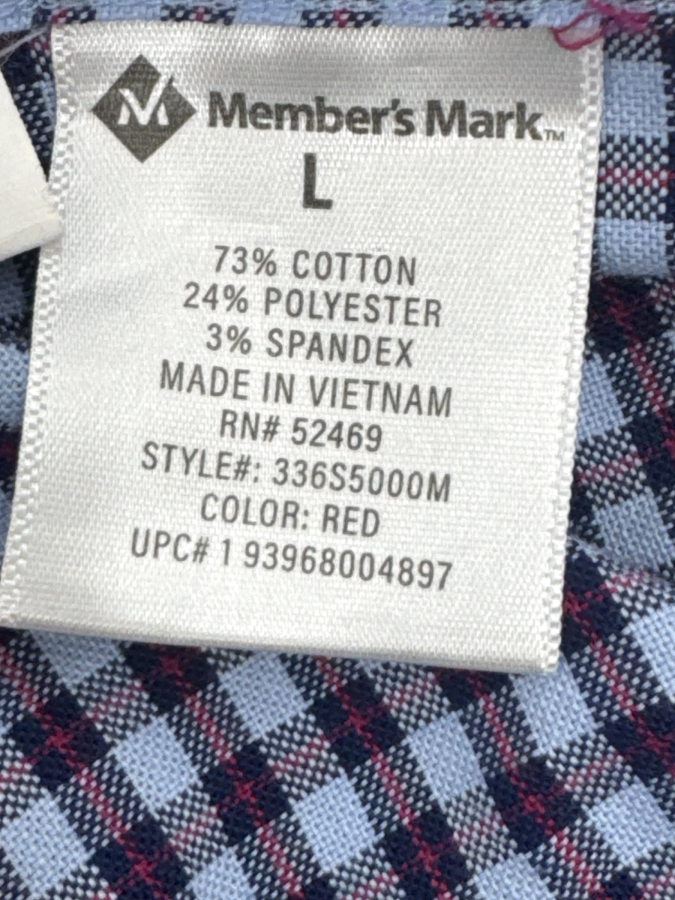 Member's Mark™
L
73% COTTON
24% POLYESTER
3% SPANDEX
MADE IN VIETNAM
RN# 52469
STYLE#: 336S5000M
COLOR: RED
UPC# 1 93968004897